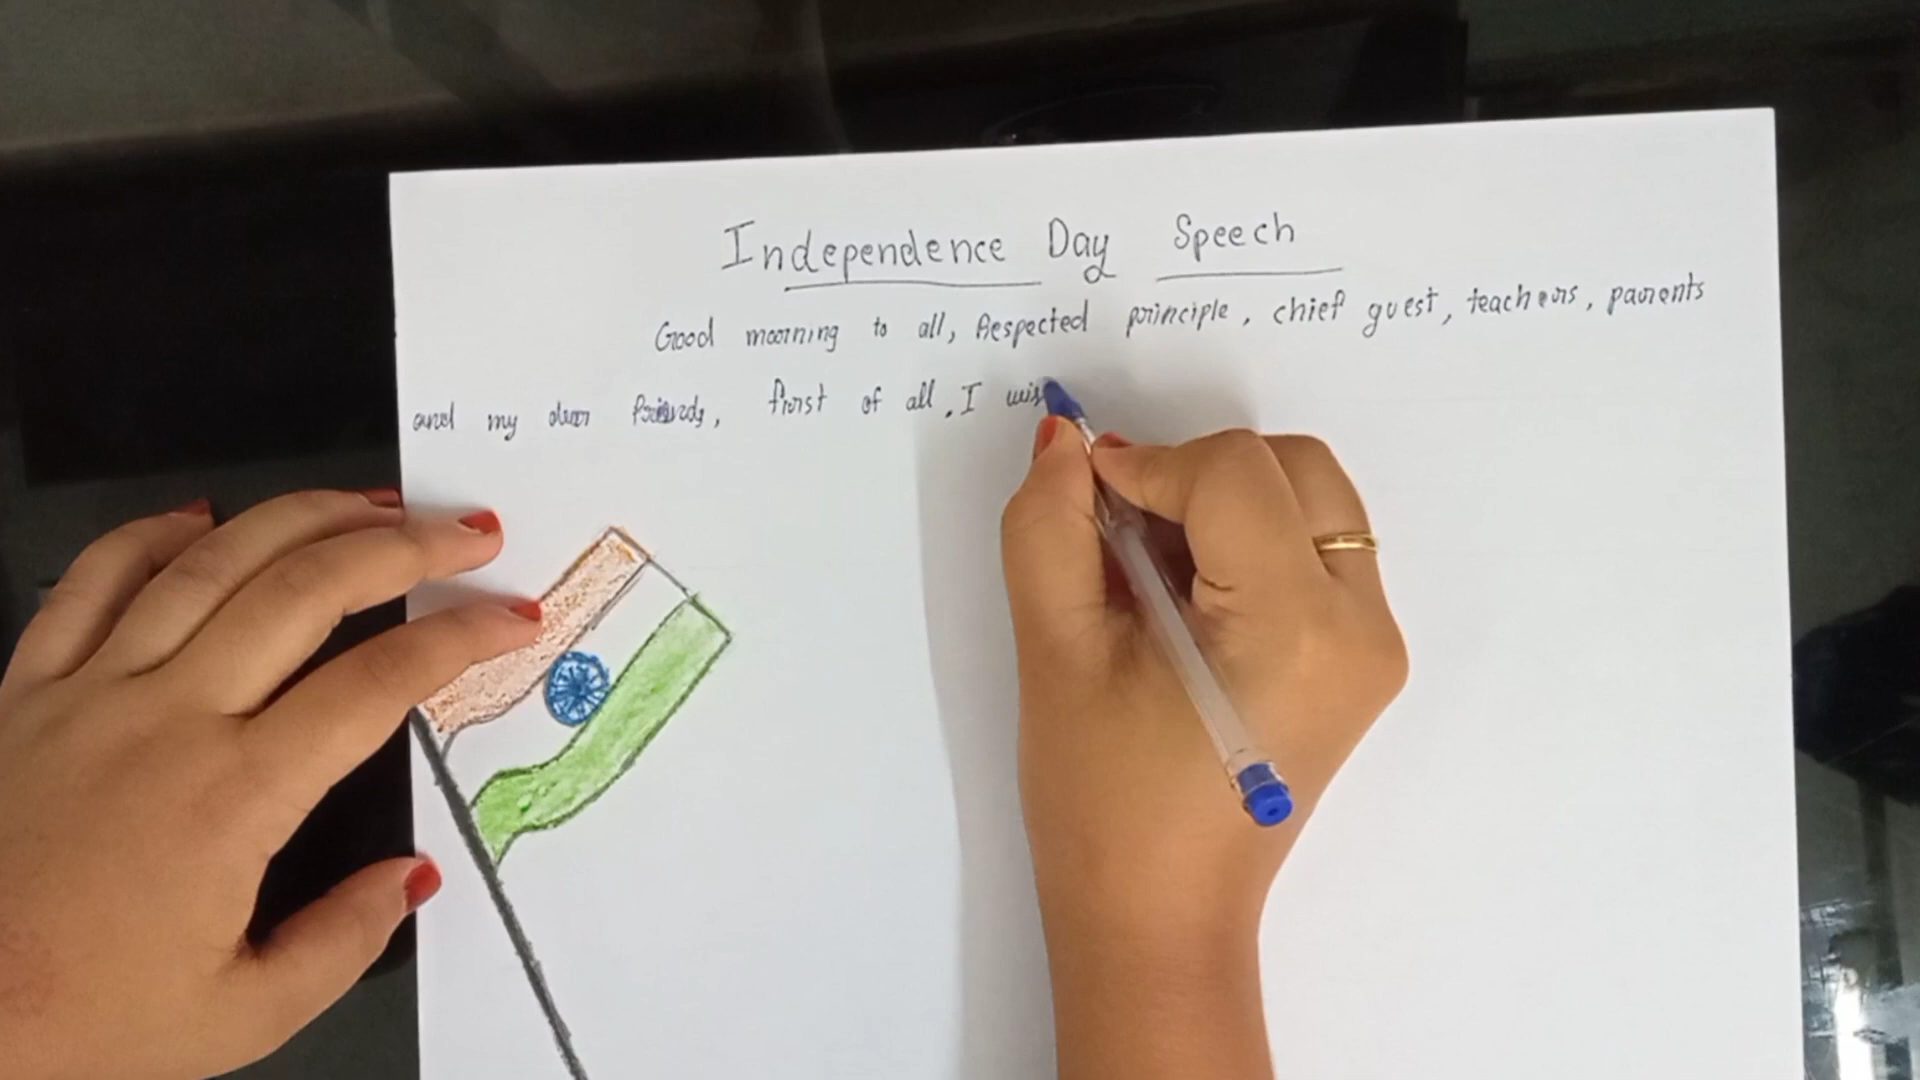 Independence Day Speech
Good morning to all, Respected principle, chief guest, teachers, parents
and my dear friends, first of all, I wis